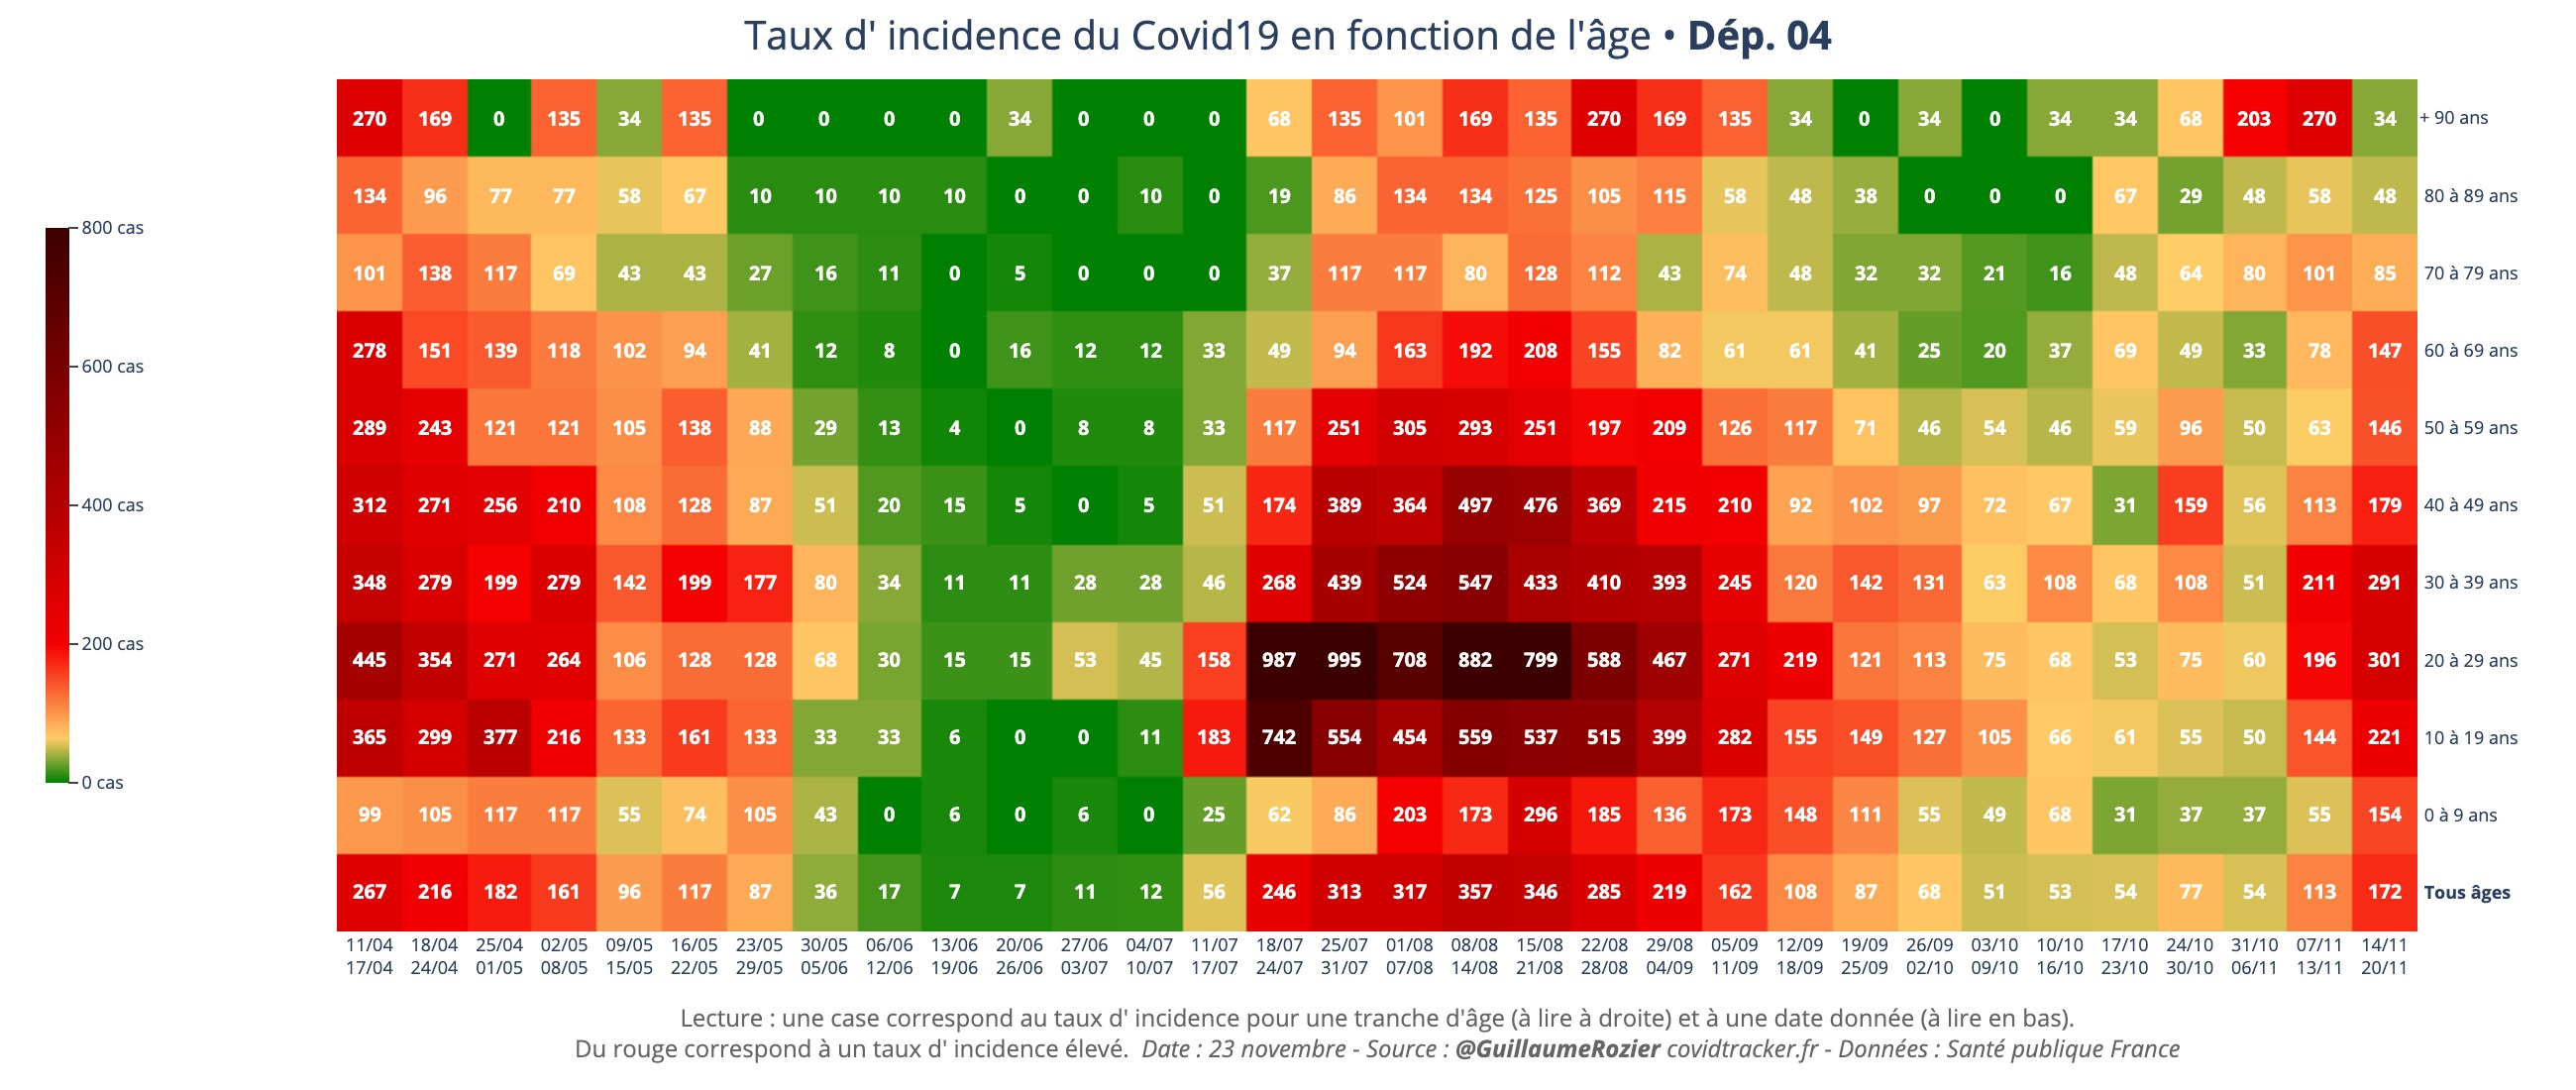 Taux d' incidence du Covid19 en fonction de l'âge • Dép. 04
800 cas
600 cas
400 cas
200 cas
0 cas
270 169 0 135 34 135 0 0 0 0 34 0 0 0 68 135 101 169 135 270 169 135 34 0 34 0 34 34 68 203 270 34 + 90 ans
134 96 77 77 58 67 10 10 10 10 0 0 10 0 19 86 134 134 125 105 115 58 48 38 0 0 0 67 29 48 58 48 80 à 89 ans
101 138 117 69 43 43 27 16 11 0 5 0 0 0 37 117 117 80 128 112 43 74 48 32 32 21 16 48 64 80 101 85 70 à 79 ans
278 151 139 118 102 94 41 12 8 0 16 12 12 33 49 94 163 192 208 155 82 61 61 41 25 20 37 69 49 33 78 147 60 à 69 ans
289 243 121 121 105 138 88 29 13 4 0 8 8 33 117 251 305 293 251 197 209 126 117 71 46 54 46 59 96 50 63 146 50 à 59 ans
312 271 256 210 108 128 87 51 20 15 5 0 5 51 174 389 364 497 476 369 215 210 92 102 97 72 67 31 159 56 113 179 40 à 49 ans
348 279 199 279 142 199 177 80 34 11 11 28 28 46 268 439 524 547 433 410 393 245 120 142 131 63 108 68 108 51 211 291 30 à 39 ans
445 354 271 264 106 128 128 68 30 15 15 53 45 158 987 995 708 882 799 588 467 271 219 121 113 75 68 53 75 60 196 301 20 à 29 ans
365 299 377 216 133 161 133 33 33 6 0 0 11 183 742 554 454 559 537 515 399 282 155 149 127 105 66 61 55 50 144 221 10 à 19 ans
99 105 117 117 55 74 105 43 0 6 0 6 0 25 62 86 203 173 296 185 136 173 148 111 55 49 68 31 37 37 55 154 0 à 9 ans
267 216 182 161 96 117 87 36 17 7 7 11 12 56 246 313 317 357 346 285 219 162 108 87 68 51 53 54 77 54 113 172 Tous âges
11/04 18/04 25/04 02/05 09/05 16/05 23/05 30/05 06/06 13/06 20/06 27/06 04/07 11/07 18/07 25/07 01/08 08/08 15/08 22/08 29/08 05/09 12/09 19/09 26/09 03/10 10/10 17/10 24/10 31/10 07/11 14/11
17/04 24/04 01/05 08/05 15/05 22/05 29/05 05/06 12/06 19/06 26/06 03/07 10/07 17/07 24/07 31/07 07/08 14/08 21/08 28/08 04/09 11/09 18/09 25/09 02/10 09/10 16/10 23/10 30/10 06/11 13/11 20/11
Lecture : une case correspond au taux d' incidence pour une tranche d'âge (à lire à droite) et à une date donnée (à lire en bas).
Du rouge correspond à un taux d' incidence élevé. Date : 23 novembre - Source : @GuillaumeRozier covidtracker.fr - Données : Santé publique France